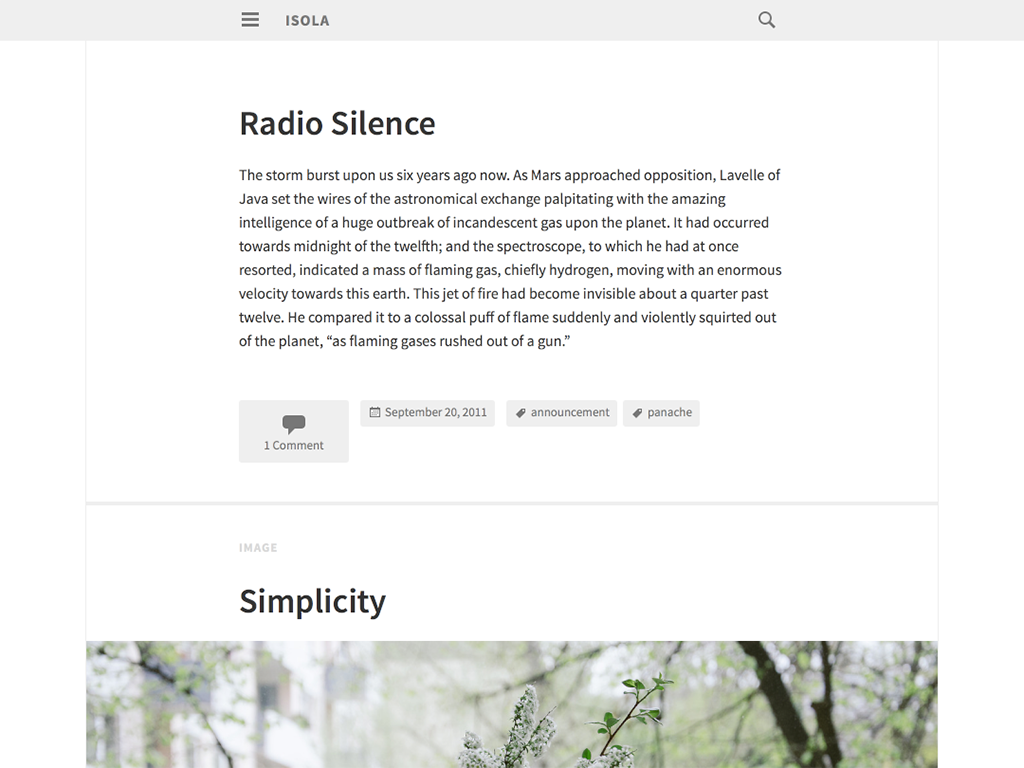 ISOLA
Radio Silence
The storm burst upon us six years ago now. As Mars approached opposition, Lavelle of
Java set the wires of the astronomical exchange palpitating with the amazing
intelligence of a huge outbreak of incandescent gas upon the planet. It had occurred
towards midnight of the twelfth; and the spectroscope, to which he had at once
resorted, indicated a mass of flaming gas, chiefly hydrogen, moving with an enormous
velocity towards this earth. This jet of fire had become invisible about a quarter past
twelve. He compared it to a colossal puff of flame suddenly and violently squirted out
of the planet, “as flaming gases rushed out of a gun.”
September 20, 2011 announcement panache
1 Comment
IMAGE
Simplicity